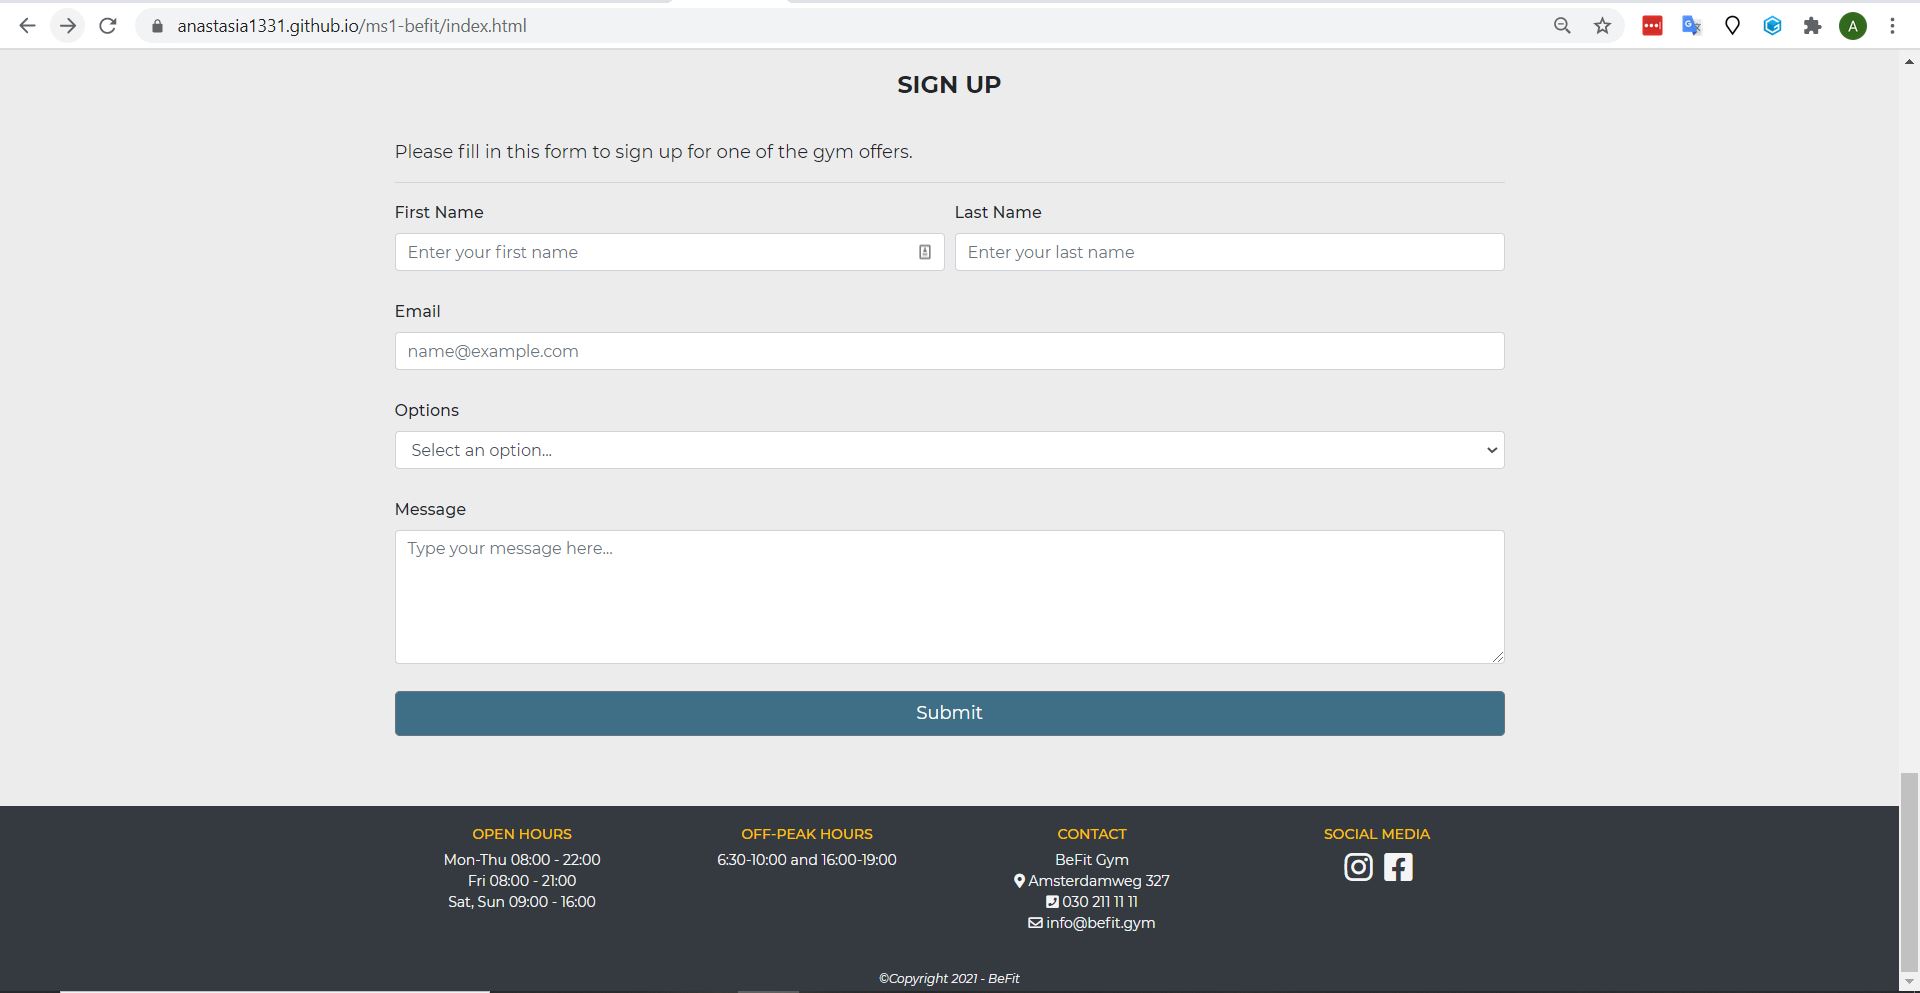 anastasia1331.github.io/ms1-befit/index.html
A
SIGN UP
Please fill in this form to sign up for one of the gym offers.
First Name
Last Name
Enter your first name
Enter your last name
Email
name@example.com
Options
Select an option...
Message
Type your message here...
Submit
OPEN HOURS
Mon-Thu 08:00 - 22:00
Fri 08:00 - 21:00
Sat, Sun 09:00 - 16:00
OFF-PEAK HOURS
6:30-10:00 and 16:00-19:00
CONTACT
BeFit Gym
Amsterdamweg 327
030 211 11 11
info@befit.gym
SOCIAL MEDIA
©Copyright 2021 - BeFit